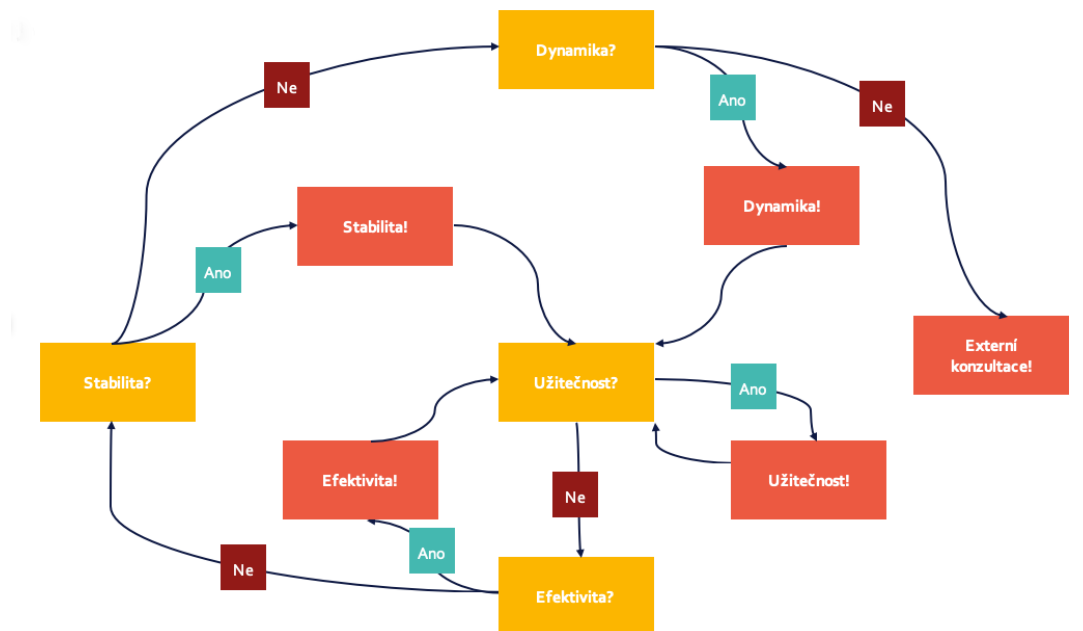 Dynamika?
Ne
Ano
Ne
Dynamika!
Stabilita!
Ano
Externí
konzultace!
Stabilita?
Užitečnost?
Ano
Efektivita!
Užitečnost!
Ne
Ano
Ne
Efektivita?